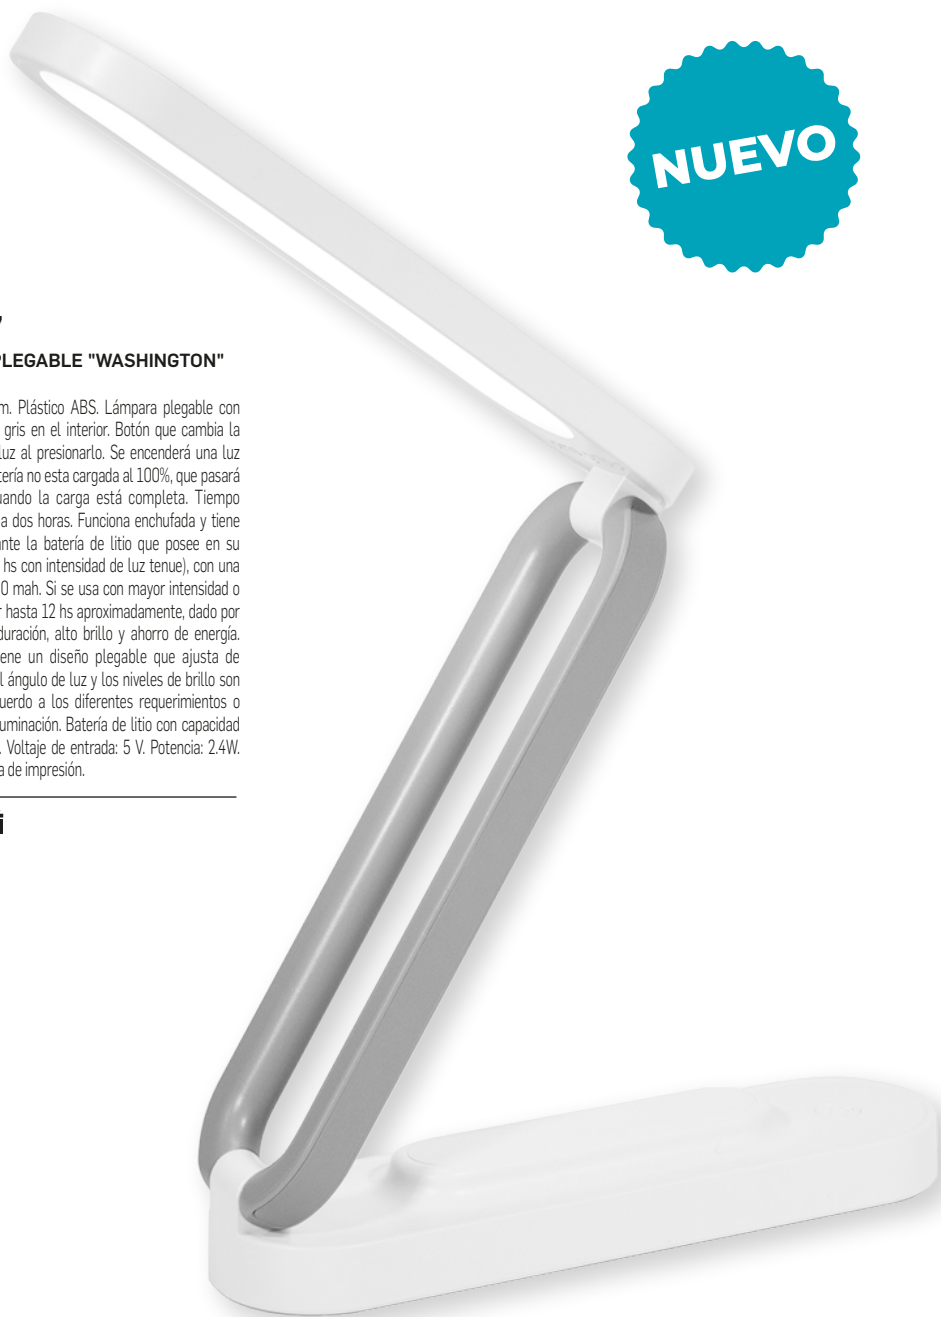 NUEVO
PLEGABLE "WASHINGTON"
m. Plástico ABS. Lámpara plegable con
gris en el interior. Botón que cambia la
luz al presionarlo. Se encenderá una luz
tería no esta cargada al 100%, que pasará
uando la carga está completa. Tiempo
a dos horas. Funciona enchufada y tiene
ante la batería de litio que posee en su
hs con intensidad de luz tenue), con una
0 mah. Si se usa con mayor intensidad o
r hasta 12 hs aproximadamente, dado por
duración, alto brillo y ahorro de energía.
ene un diseño plegable que ajusta de
l ángulo de luz y los niveles de brillo son
uerdo a los diferentes requerimientos o
uminación. Batería de litio con capacidad
. Voltaje de entrada: 5 V. Potencia: 2.4W.
a de impresión.
i